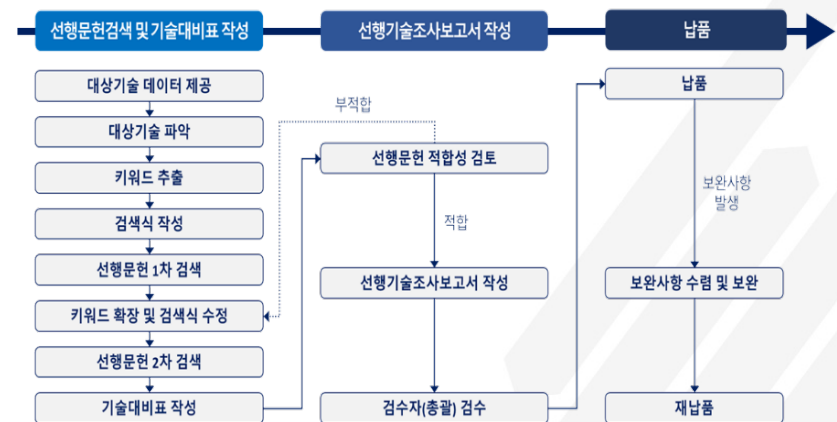 선행문헌검색 및 기술대비표 작성
선행기술조사보고서 작성
납품
대상기술 데이터 제공
대상기술 파악
키워드 추출
검색식 작성
선행문헌 1차 검색
키워드 확장 및 검색식 수정
선행문헌 2차 검색
기술대비표 작성
부적합
선행문헌 적합성 검토
적합
선행기술조사보고서 작성
검수자(총괄) 검수
납품
보완사항
발생
보완사항 수렴 및 보완
재납품